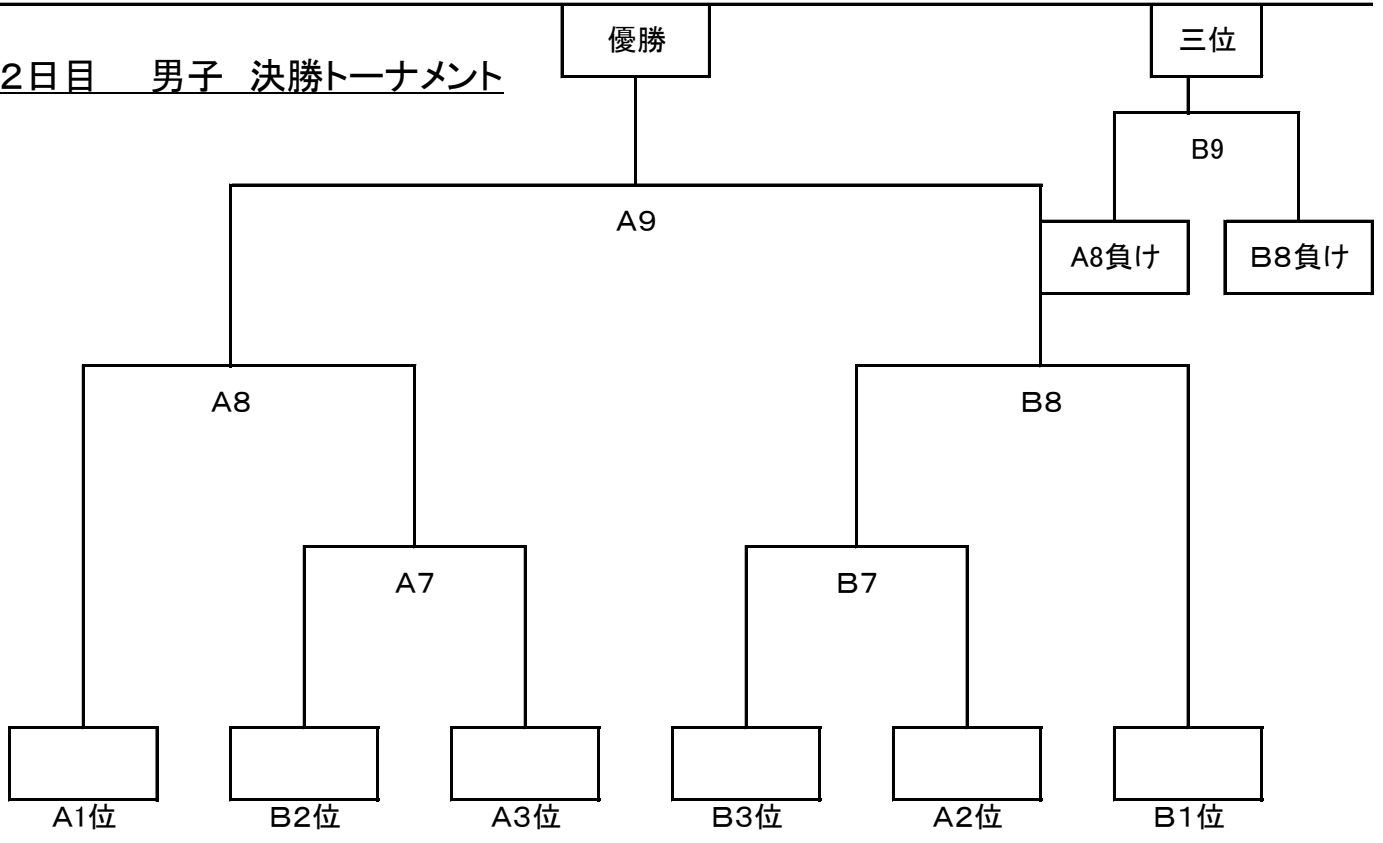 優勝
三位
2日目 男子 決勝トーナメント
B9
A9
A8負け
B8負け
A8
B8
A7
B7
A1位
B2位
A3位
B3位
A2位
B1位